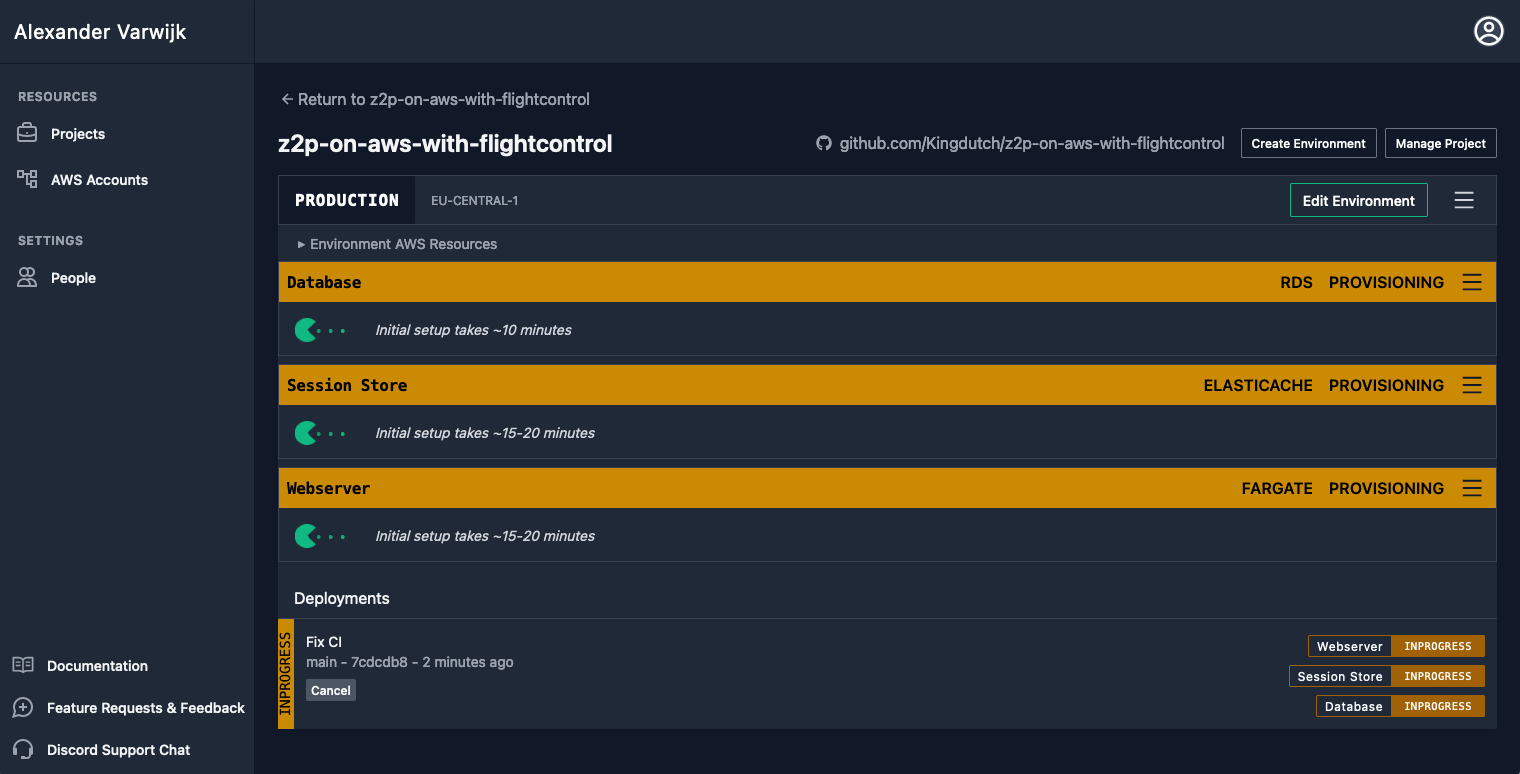 Alexander Varwijk
RESOURCES
Projects
AWS Accounts
SETTINGS
People
Documentation
Feature Requests & Feedback
Discord Support Chat
← Return to z2p-on-aws-with-flightcontrol
z2p-on-aws-with-flightcontrol
github.com/Kingdutch/z2p-on-aws-with-flightcontrol
Create Environment
Manage Project
PRODUCTION
EU-CENTRAL-1
Edit Environment
▸ Environment AWS Resources
Database
RDS PROVISIONING
Initial setup takes ~10 minutes
Session Store
ELASTICACHE PROVISIONING
Initial setup takes ~15-20 minutes
Webserver
FARGATE PROVISIONING
Initial setup takes ~15-20 minutes
Deployments
INPROGRESS
Fix CI
main - 7cdcdb8 - 2 minutes ago
Cancel
Webserver INPROGRESS
Session Store INPROGRESS
Database INPROGRESS